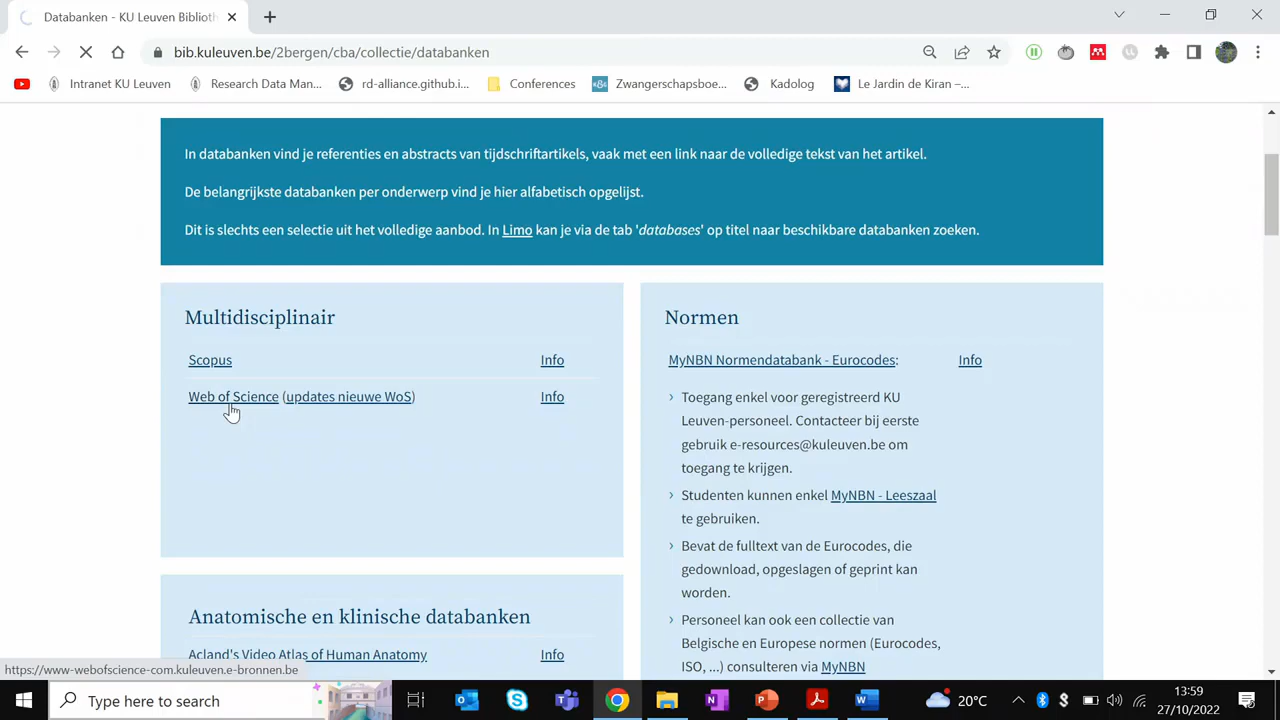 Databanken - KU Leuven Biblioth
bib.kuleuven.be/2bergen/cba/collectie/databanken
Intranet KU Leuven
Research Data Man...
rd-alliance.github.i...
Conferences
Zwangerschapsboe...
Kadolog
Le Jardin de Kiran –...
In databanken vind je referenties en abstracts van tijdschriftartikels, vaak met een link naar de volledige tekst van het artikel.
De belangrijkste databanken per onderwerp vind je hier alfabetisch opgelijst.
Dit is slechts een selectie uit het volledige aanbod. In Limo kan je via de tab 'databases' op titel naar beschikbare databanken zoeken.
Multidisciplinair
Scopus Info
Web of Science (updates nieuwe WoS) Info
Anatomische en klinische databanken
Acland's Video Atlas of Human Anatomy Info
Normen
MyNBN Normendatabank - Eurocodes: Info
› Toegang enkel voor geregistreerd KU
Leuven-personeel. Contacteer bij eerste
gebruik e-resources@kuleuven.be om
toegang te krijgen.
› Studenten kunnen enkel MyNBN - Leeszaal
te gebruiken.
› Bevat de fulltext van de Eurocodes, die
gedownload, opgeslagen of geprint kan
worden.
› Personeel kan ook een collectie van
Belgische en Europese normen (Eurocodes,
ISO, ...) consulteren via MyNBN
https://www-webofscience-com.kuleuven.e-bronnen.be
Type here to search
20°C
13:59
27/10/2022